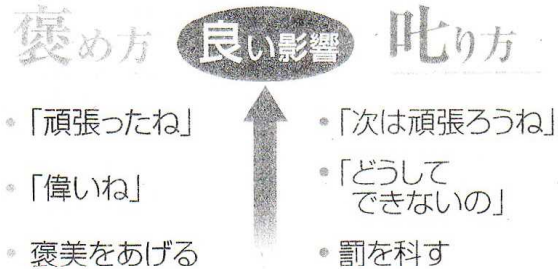 褒め方
良い影響
叱り方
・「頑張ったね」
・「偉いね」
・褒美をあげる
・「次は頑張ろうね」
・「どうして
できないの」
・罰を科す